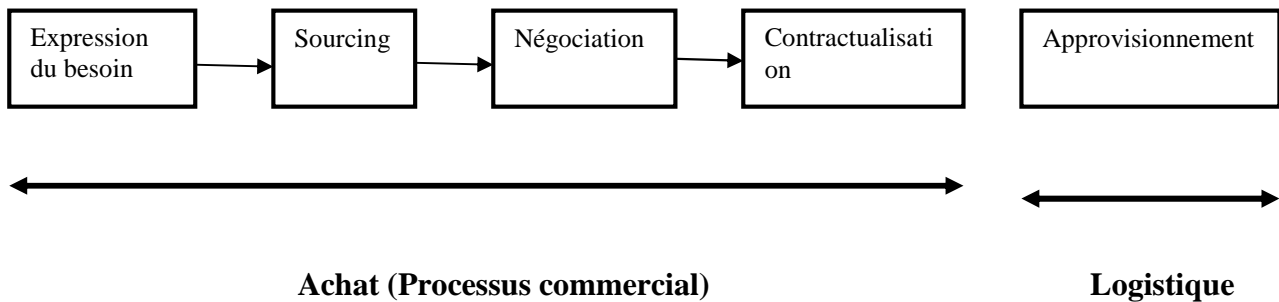 Expression
du besoin
Sourcing
Négociation
Contractualisati
on
Approvisionnement
Achat (Processus commercial)
Logistique